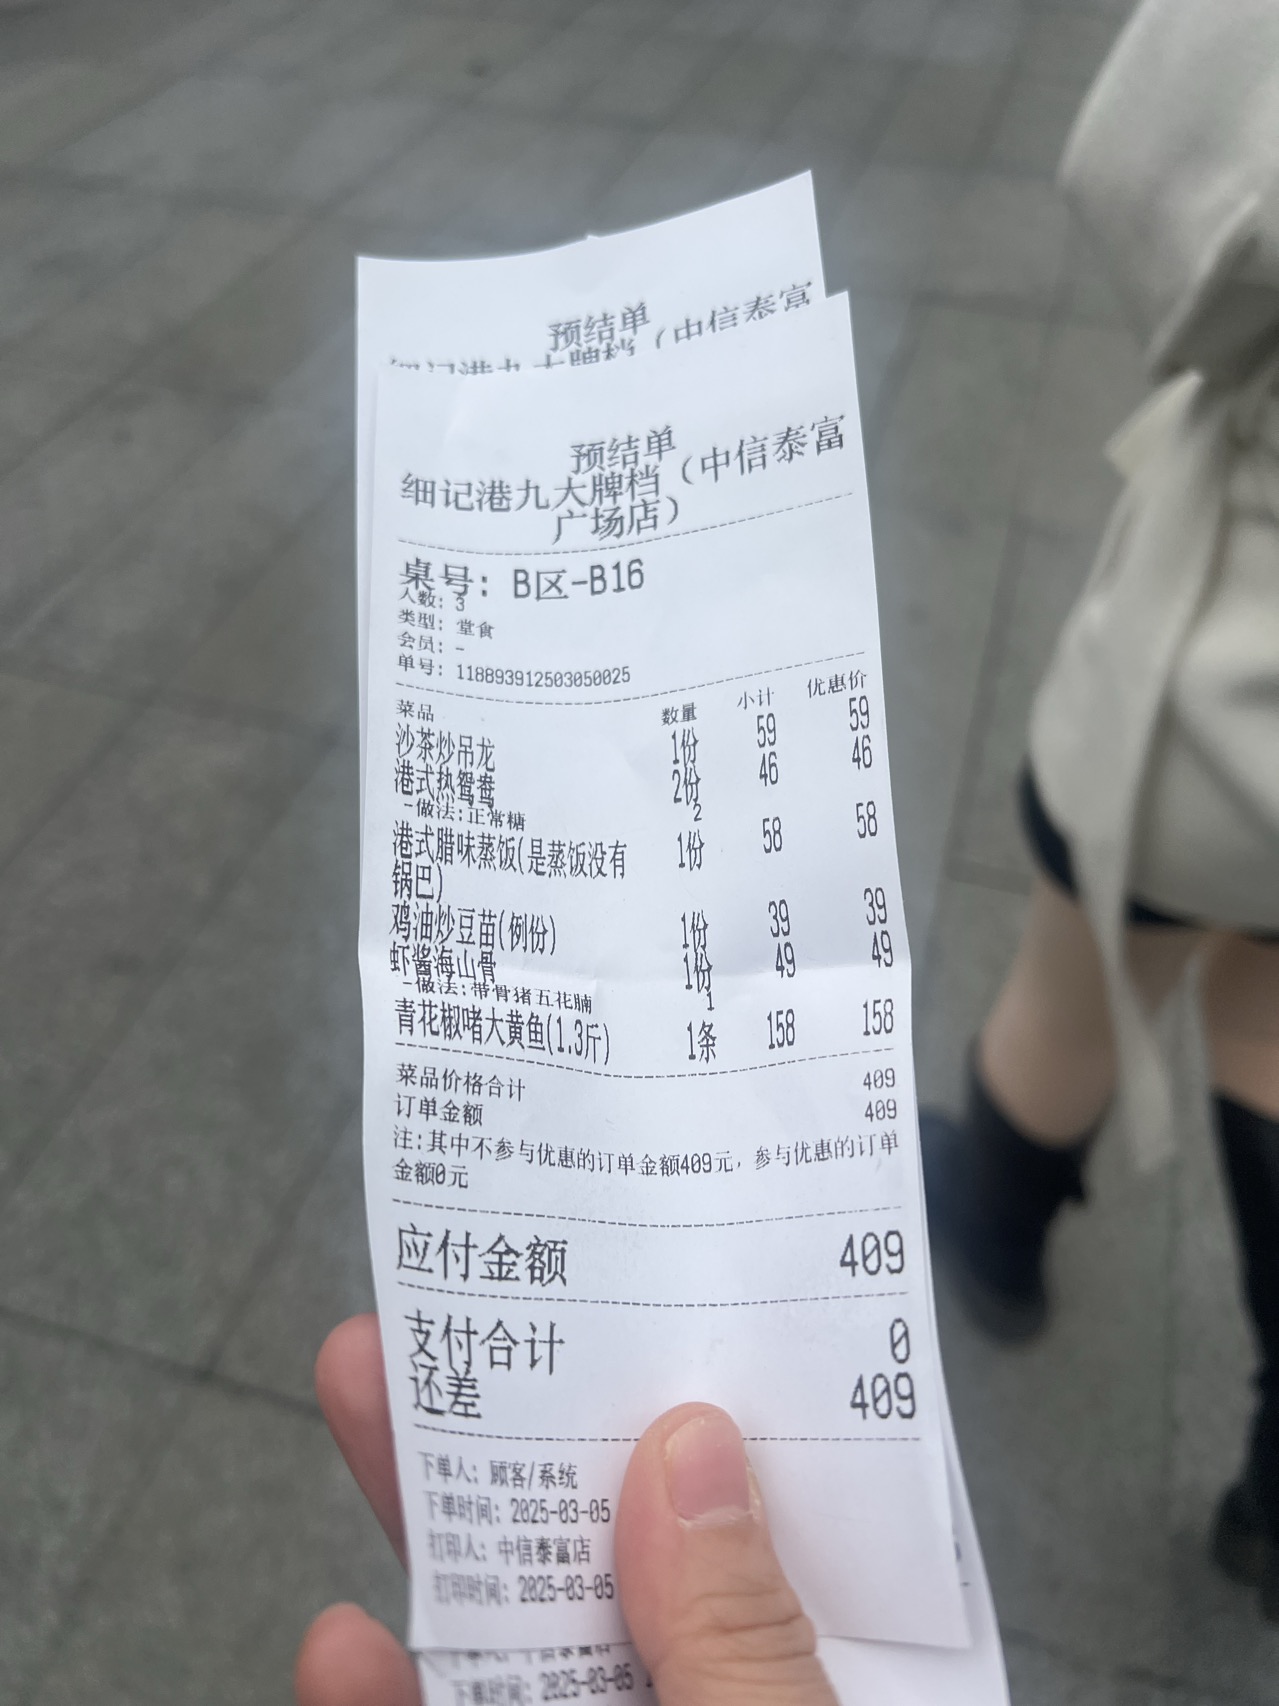 预结单
细记港九大牌档（中信泰富
预结单
细记港九大牌档（中信泰富
广场店）
桌号: B区-B16
人数: 3
类型: 堂食
会员: -
单号: 118893912503050025
菜品 数量 小计 优惠价
沙茶炒吊龙 1份 59 59
港式热鸳鸯 2份 46 46
-做法:正常糖 2
港式腊味蒸饭(是蒸饭没有 1份 58 58
锅巴)
鸡油炒豆苗(例份) 1份 39 39
虾酱海山骨 1份 49 49
-做法:带骨猪五花腩 1
青花椒啫大黄鱼(1.3斤) 1条 158 158
菜品价格合计 409
订单金额 409
注:其中不参与优惠的订单金额409元，参与优惠的订单
金额0元
应付金额 409
支付合计 0
还差 409
下单人: 顾客/系统
下单时间: 2025-03-05
打印人: 中信泰富店
打印时间: 2025-03-05
下单时间: 2025-03-05